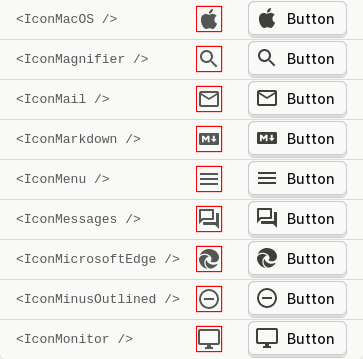 <IconMacOS /> Button
<IconMagnifier /> Button
<IconMail /> Button
<IconMarkdown /> M Button
<IconMenu /> Button
<IconMessages /> Button
<IconMicrosoftEdge /> Button
<IconMinusOutlined /> Button
<IconMonitor /> Button